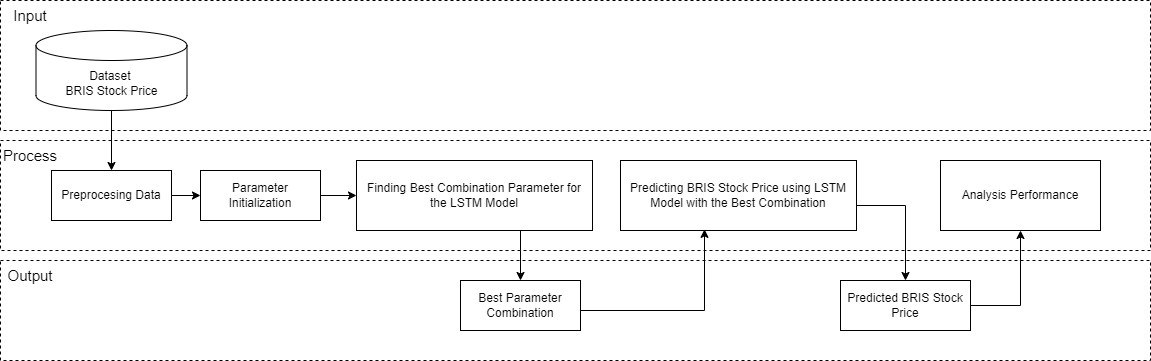 Input
Dataset
BRIS Stock Price
Process
Preprocesing Data
Parameter
Initialization
Finding Best Combination Parameter for
the LSTM Model
Predicting BRIS Stock Price using LSTM
Model with the Best Combination
Analysis Performance
Output
Best Parameter
Combination
Predicted BRIS Stock
Price